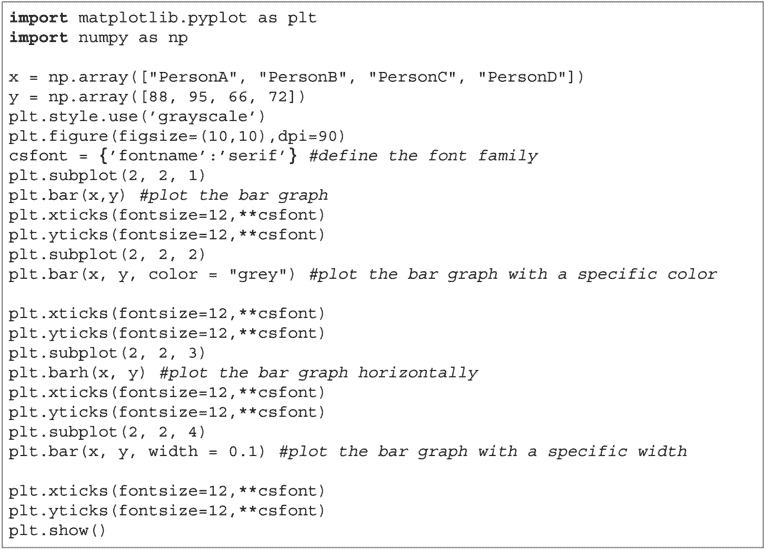 import matplotlib.pyplot as plt
import numpy as np
x = np.array(["PersonA", "PersonB", "PersonC", "PersonD"])
y = np.array([88, 95, 66, 72])
plt.style.use('grayscale')
plt.figure(figsize=(10,10),dpi=90)
csfont = {'fontname':'serif'} #define the font family
plt.subplot(2, 2, 1)
plt.bar(x,y) #plot the bar graph
plt.xticks(fontsize=12,**csfont)
plt.yticks(fontsize=12,**csfont)
plt.subplot(2, 2, 2)
plt.bar(x, y, color = "grey") #plot the bar graph with a specific color
plt.xticks(fontsize=12,**csfont)
plt.yticks(fontsize=12,**csfont)
plt.subplot(2, 2, 3)
plt.barh(x, y) #plot the bar graph horizontally
plt.xticks(fontsize=12,**csfont)
plt.yticks(fontsize=12,**csfont)
plt.subplot(2, 2, 4)
plt.bar(x, y, width = 0.1) #plot the bar graph with a specific width
plt.xticks(fontsize=12,**csfont)
plt.yticks(fontsize=12,**csfont)
plt.show()